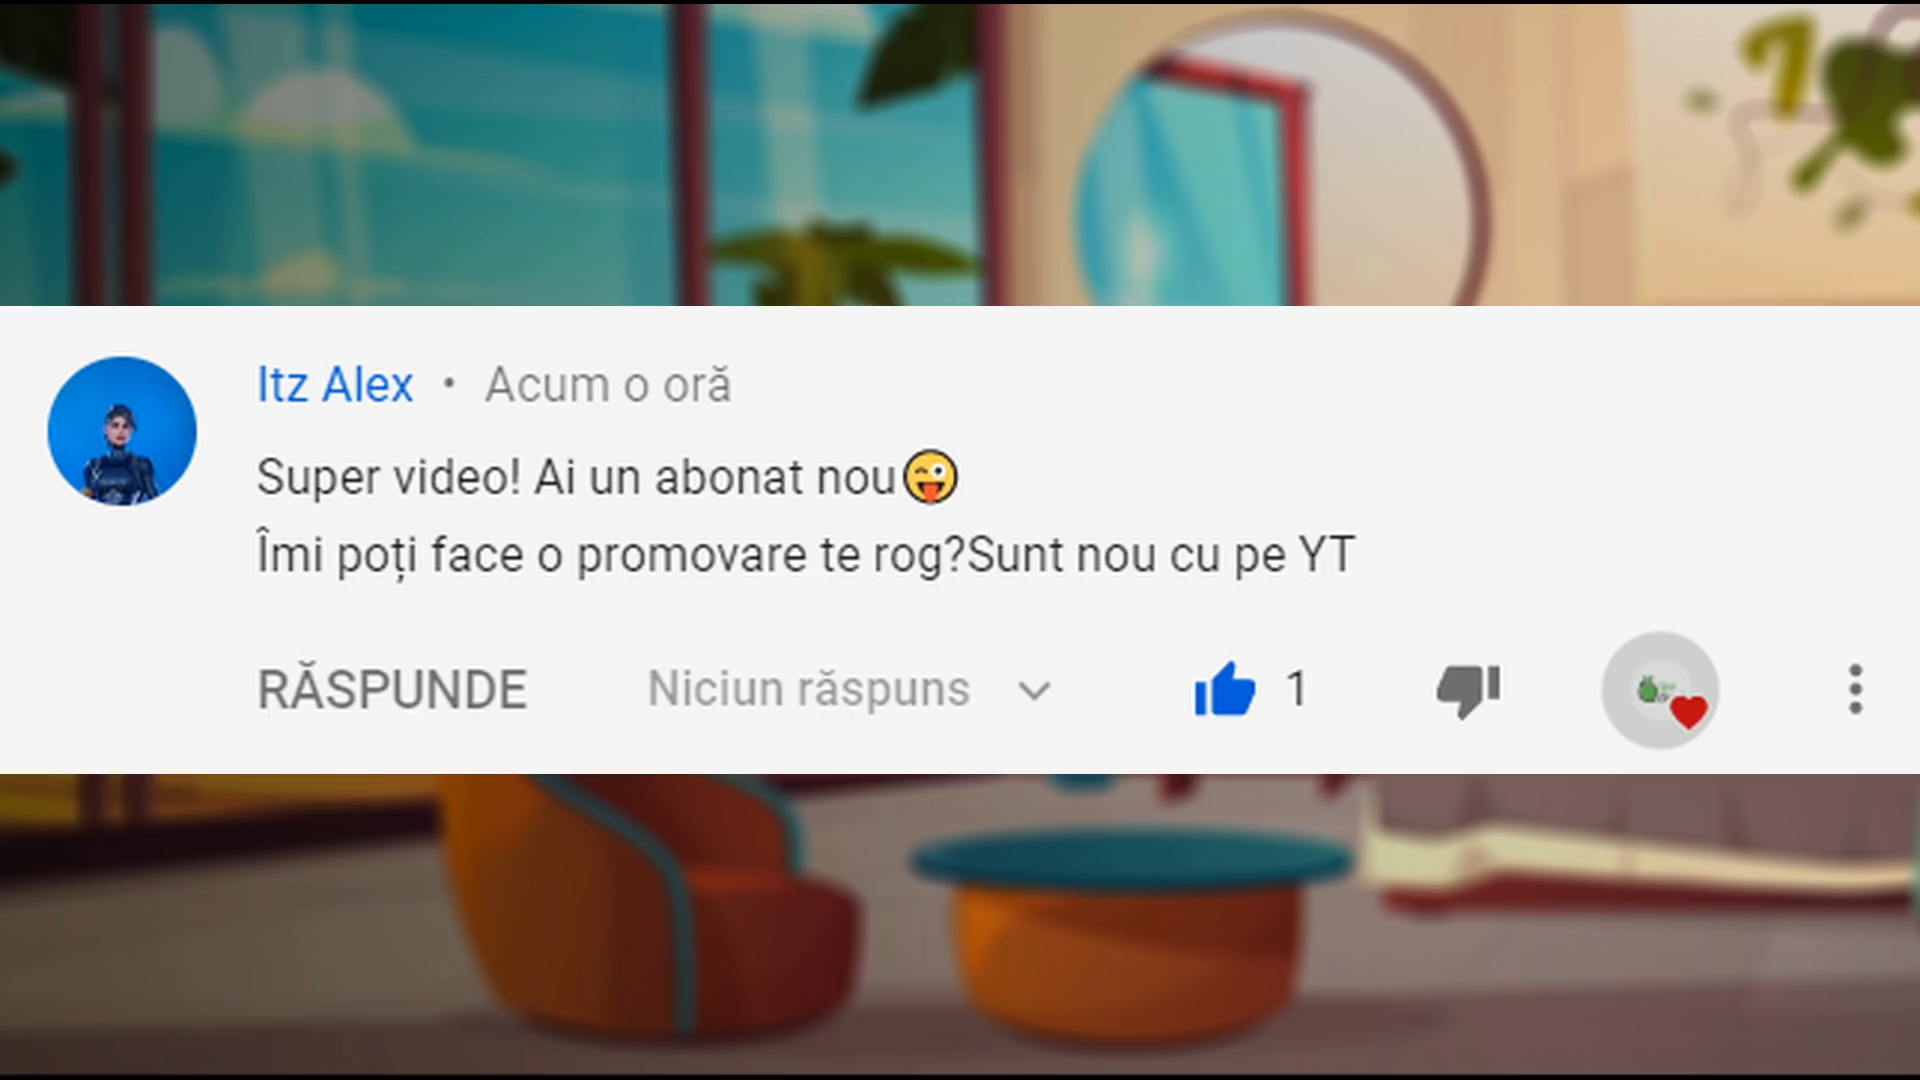 Itz Alex • Acum o oră
Super video! Ai un abonat nou😜
Îmi poți face o promovare te rog?Sunt nou cu pe YT
RĂSPUNDE Niciun răspuns 1